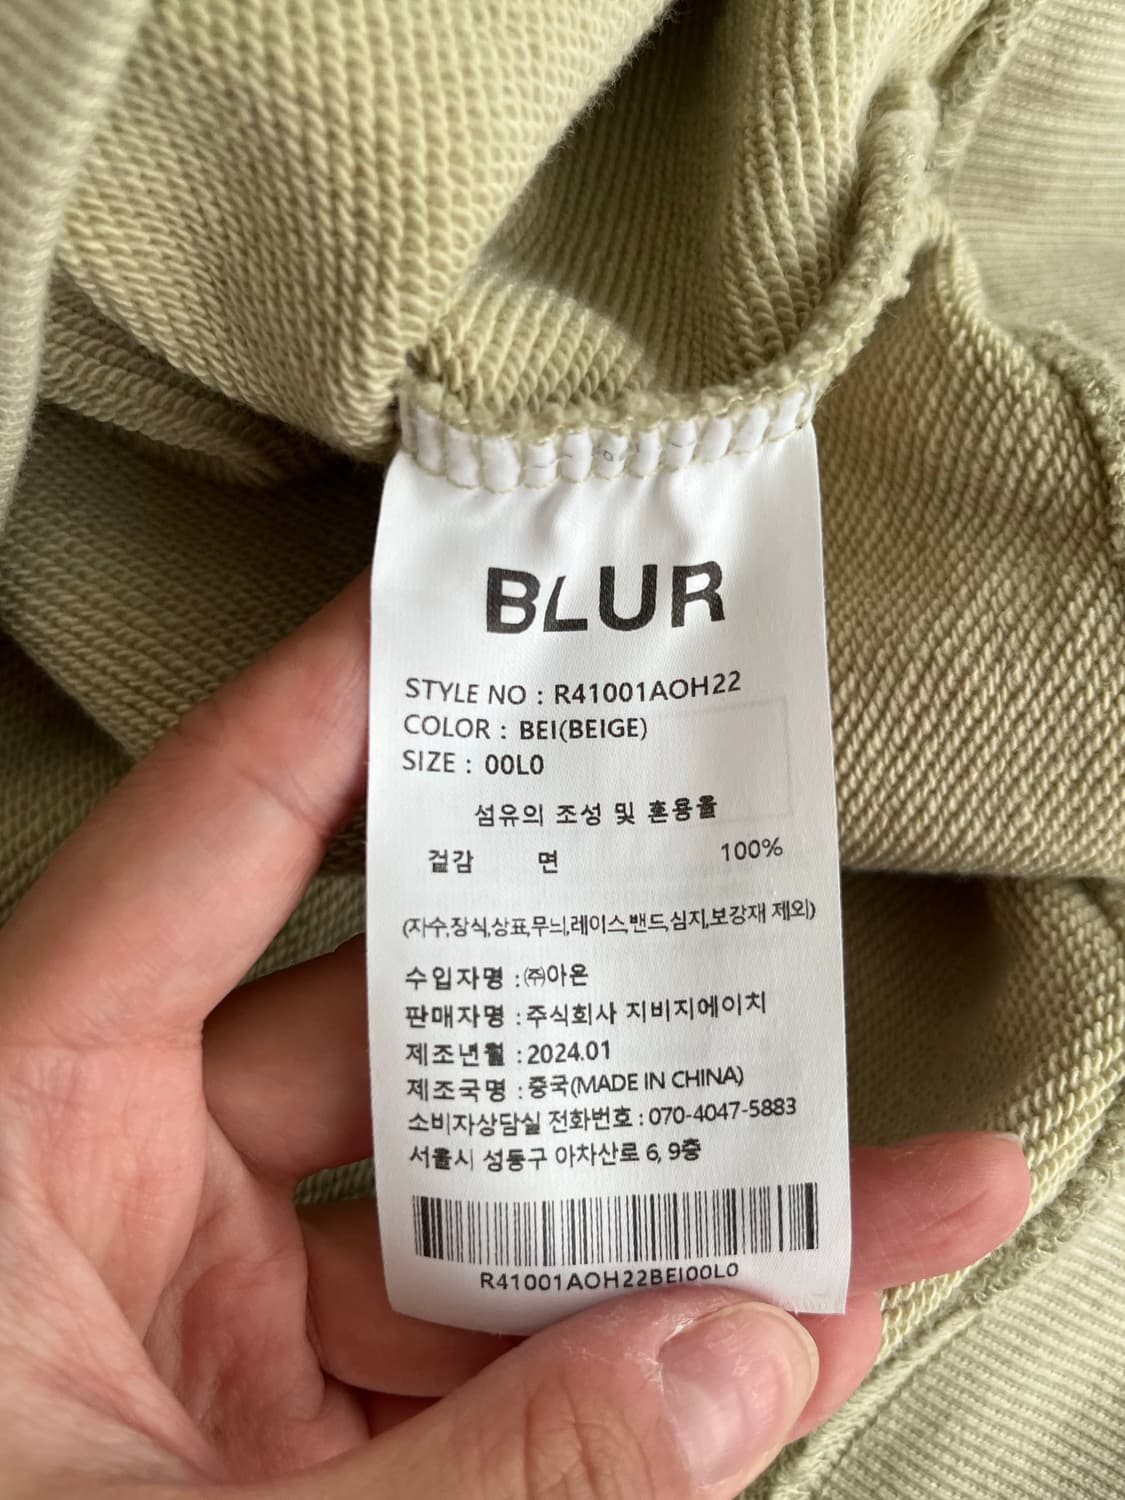 BLUR
STYLE NO : R41001AOH22
COLOR : BEI(BEIGE)
SIZE : 00L0
섬유의 조성 및 혼용율
겉감 면 100%
(자수,장식,상표,무늬,레이스,밴드,심지,보강재 제외)
수입자명 : ㈜아온
판매자명 : 주식회사 지비지에이치
제조년월 : 2024.01
제조국명 : 중국(MADE IN CHINA)
소비자상담실 전화번호 : 070-4047-5883
서울시 성동구 아차산로 6, 9층
R41001AOH22BEI00L0